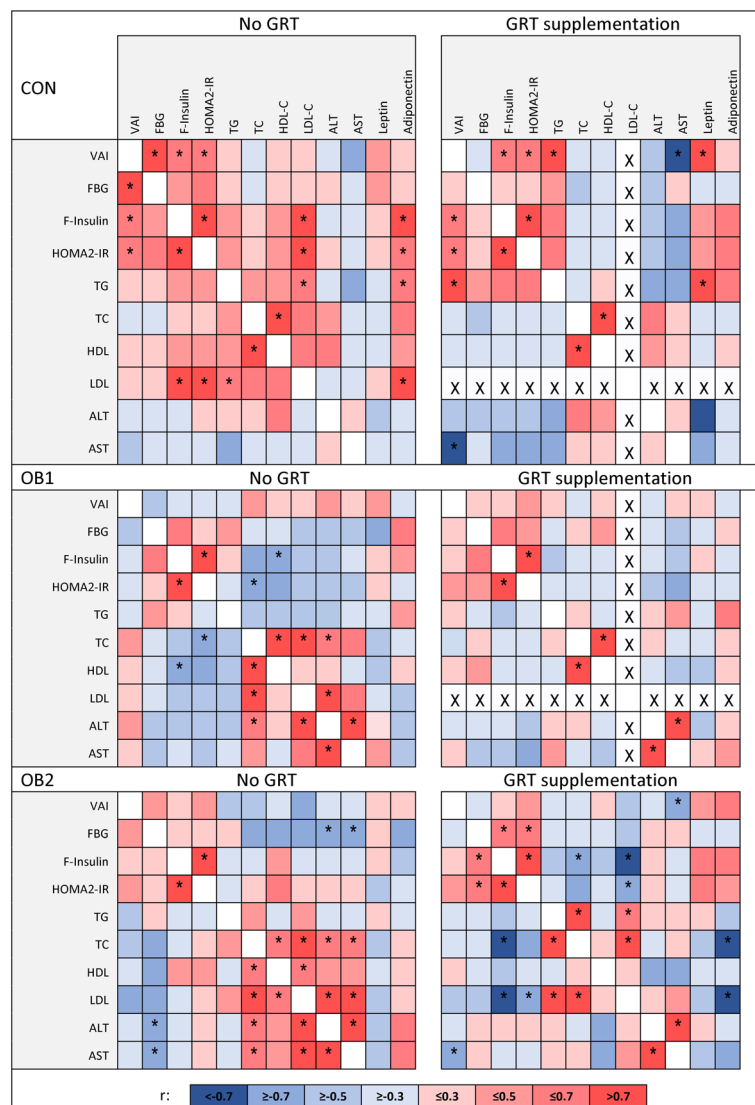 No GRT GRT supplementation
CON
VAI FBG F-Insulin HOMA2-IR TG TC HDL-C LDL-C ALT AST Leptin Adiponectin VAI FBG F-Insulin HOMA2-IR TG TC HDL-C LDL-C ALT AST Leptin Adiponectin
VAI * * * * * * X * *
FBG * X
F-Insulin * * * * * * X
HOMA2-IR * * * * * * X
TG * * * X *
TC * * X
HDL * * X
LDL * * * * X X X X X X X X X X X
ALT X
AST * X
OB1 No GRT GRT supplementation
VAI X
FBG X
F-Insulin * * * X
HOMA2-IR * * * X
TG X
TC * * * * * X
HDL * * * X
LDL * * X X X X X X X X X X X
ALT * * * X *
AST * X *
OB2 No GRT GRT supplementation
VAI *
FBG * * * *
F-Insulin * * * * *
HOMA2-IR * * * *
TG * *
TC * * * * * * * *
HDL * *
LDL * * * * * * * * *
ALT * * * * *
AST * * * * * *
r: <-0.7 ≥-0.7 ≥-0.5 ≥-0.3 ≤0.3 ≤0.5 ≤0.7 >0.7